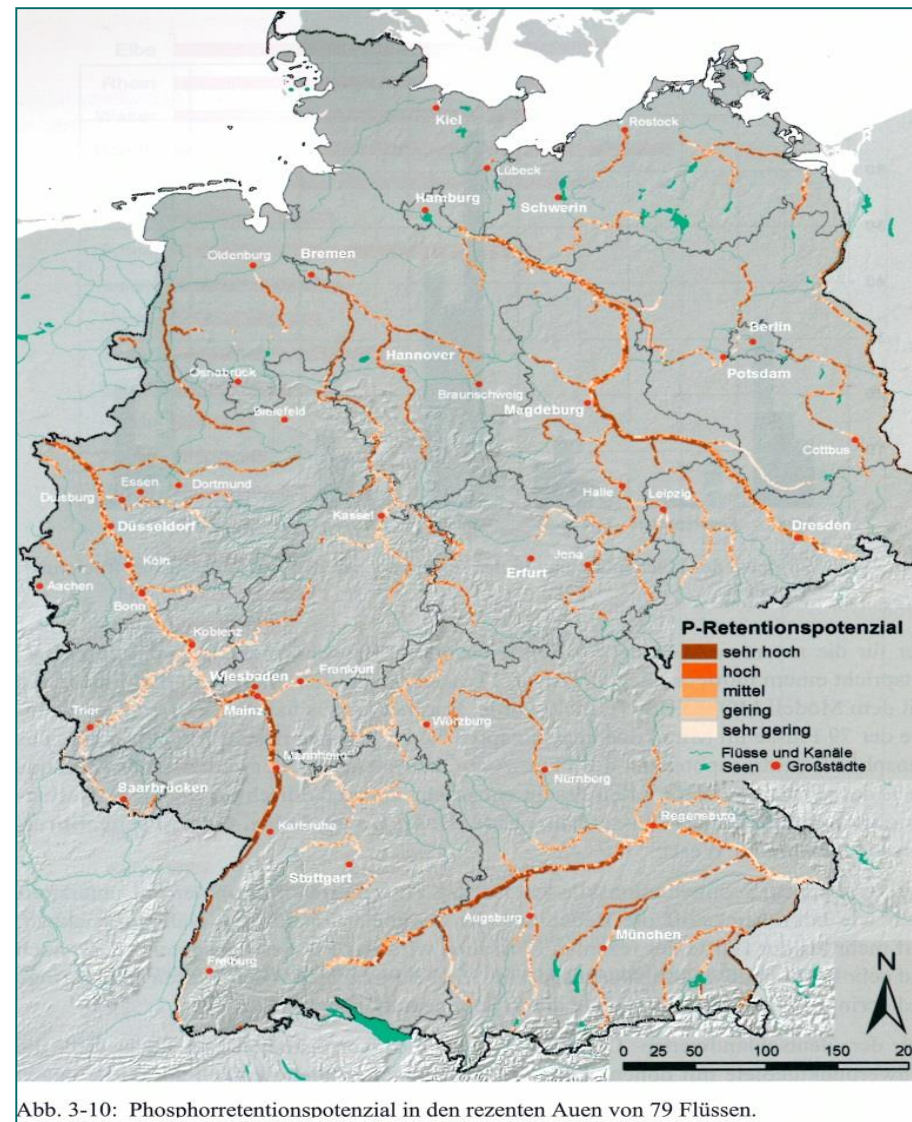 Elbe
Rhein
Kiel
Rostock
Lübeck
Hamburg
Schwerin
Oldenburg
Bremen
Berlin
Hannover
Osnabrück
Potsdam
Braunschweig
Bielefeld
Magdeburg
Cottbus
Essen
Dortmund
Duisburg
Halle
Leipzig
Düsseldorf
Kassel
Dresden
Köln
Jena
Erfurt
Aachen
Bonn
Koblenz
P-Retentionspotenzial
sehr hoch
hoch
mittel
gering
sehr gering
Flüsse und Kanäle
Seen
Großstädte
Wiesbaden
Frankfurt
Mainz
Trier
Würzburg
Mannheim
Nürnberg
Saarbrücken
Karlsruhe
Regensburg
Stuttgart
Augsburg
München
Freiburg
N
0 25 50 100 150 20
Abb. 3-10: Phosphorretentionspotenzial in den rezenten Auen von 79 Flüssen.